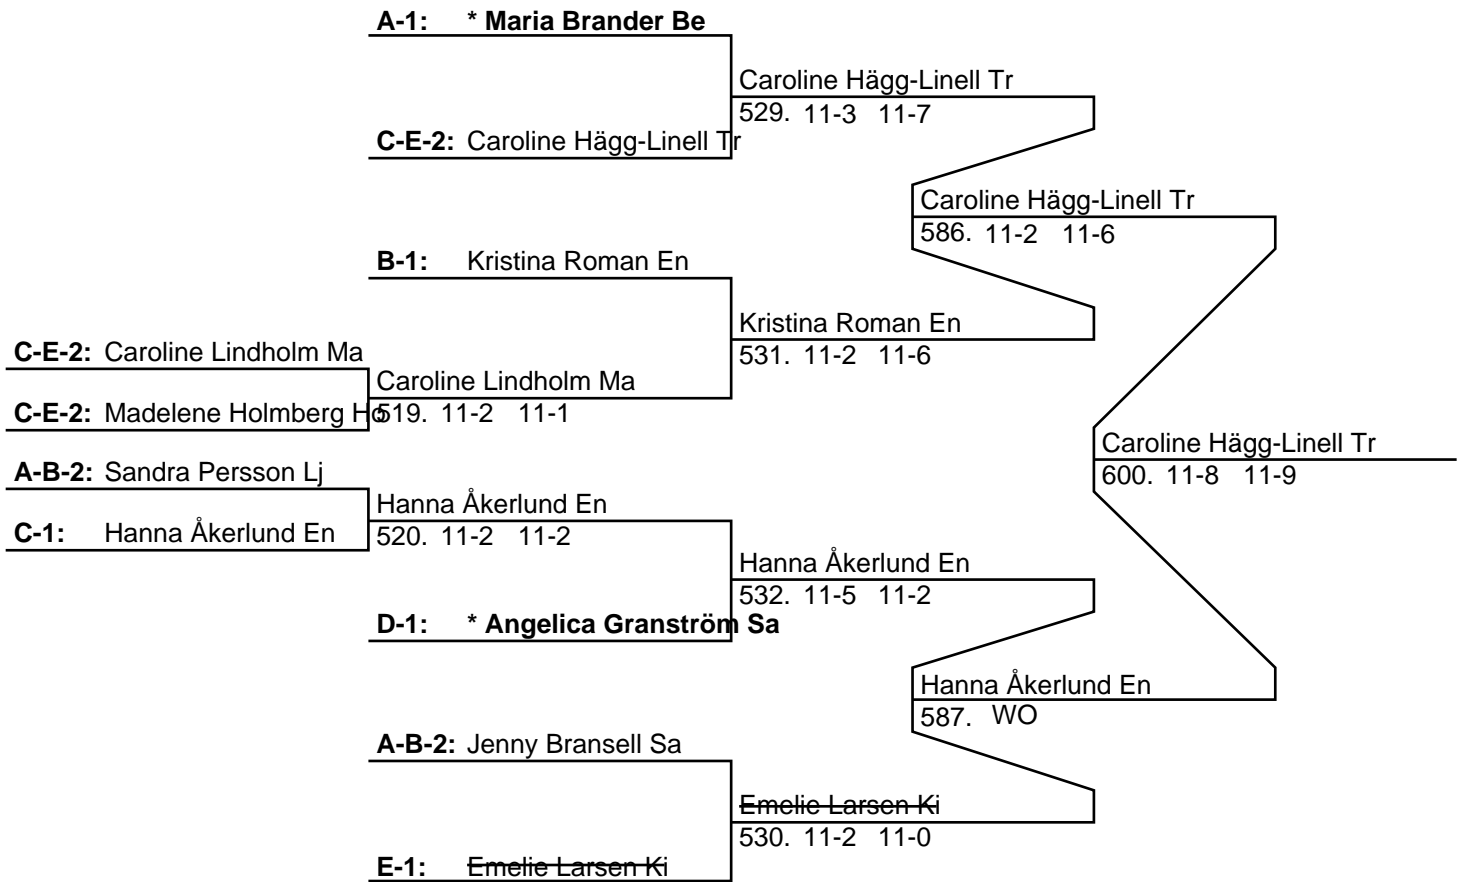 A-1: * Maria Brander Be
Caroline Hägg-Linell Tr
529. 11-3 11-7
C-E-2: Caroline Hägg-Linell Tr
Caroline Hägg-Linell Tr
586. 11-2 11-6
B-1: Kristina Roman En
Kristina Roman En
531. 11-2 11-6
C-E-2: Caroline Lindholm Ma
Caroline Lindholm Ma
C-E-2: Madelene Holmberg Ho
519. 11-2 11-1
Caroline Hägg-Linell Tr
600. 11-8 11-9
A-B-2: Sandra Persson Lj
Hanna Åkerlund En
C-1: Hanna Åkerlund En
520. 11-2 11-2
Hanna Åkerlund En
532. 11-5 11-2
D-1: * Angelica Granström Sa
Hanna Åkerlund En
587. WO
A-B-2: Jenny Bransell Sa
Emelie Larsen Ki
530. 11-2 11-0
E-1: Emelie Larsen Ki